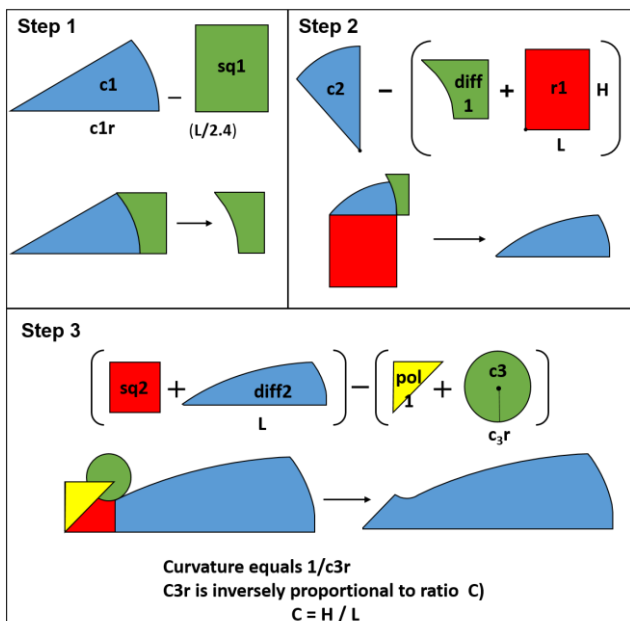 Step 1
c1
sq1
c1r
(L/2.4)
Step 2
c2
diff
1
r1
H
L
Step 3
sq2
diff2
L
pol
1
c3
c₃r
Curvature equals 1/c3r
C3r is inversely proportional to ratio C)
C = H / L